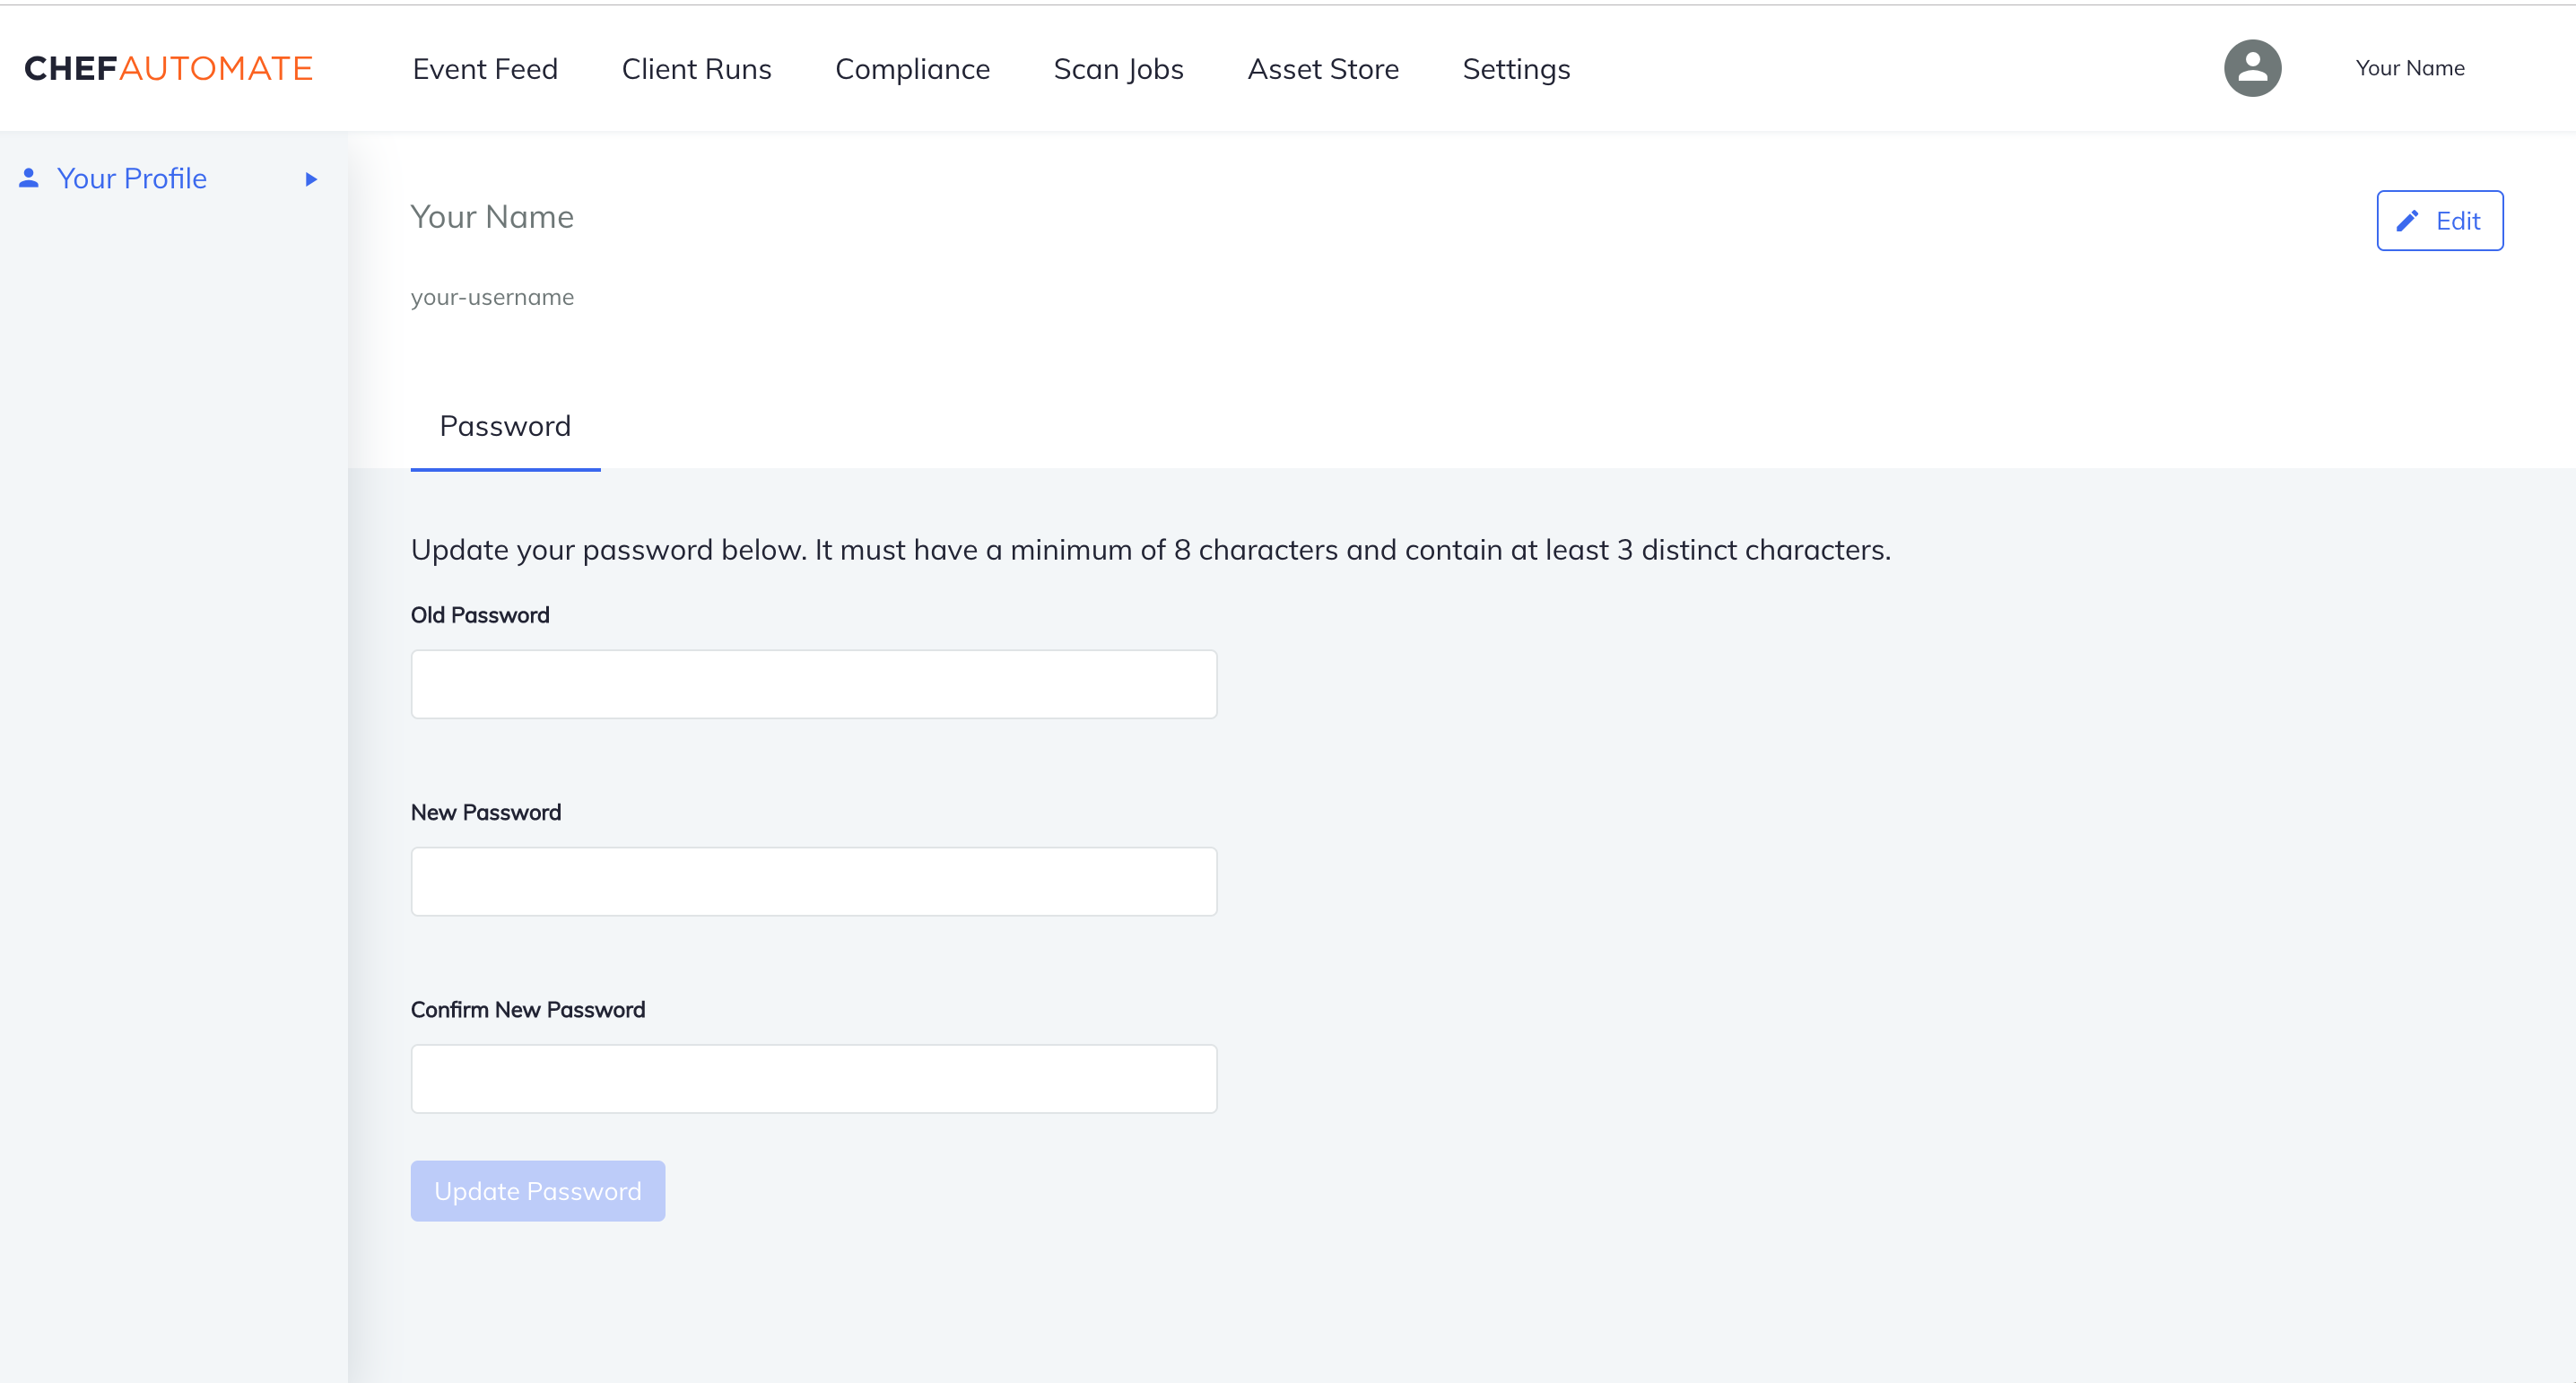 CHEFAUTOMATE Event Feed Client Runs Compliance Scan Jobs Asset Store Settings Your Name
Your Profile
Your Name
Edit
your-username
Password
Update your password below. It must have a minimum of 8 characters and contain at least 3 distinct characters.
Old Password
New Password
Confirm New Password
Update Password